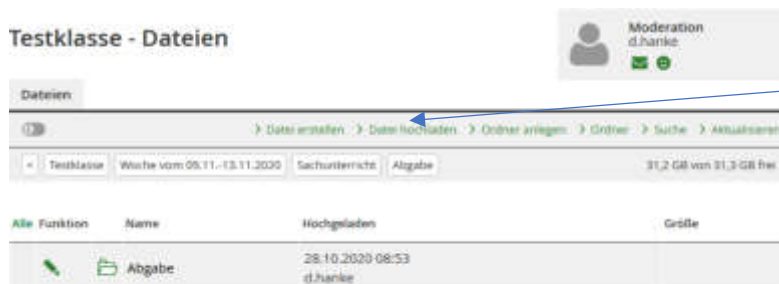 Testklasse - Dateien
Moderation
d.hanke
Dateien
> Datei erstellen > Datei hochladen > Ordner anlegen > Ordner > Suche > Aktualisieren
Testklasse Woche vom 09.11.-13.11.2020 Sachunterricht Abgabe 31,2 GB von 31,3 GB frei
Alle Funktion Name Hochgeladen Größe
Abgabe 28.10.2020 08:53
d.hanke